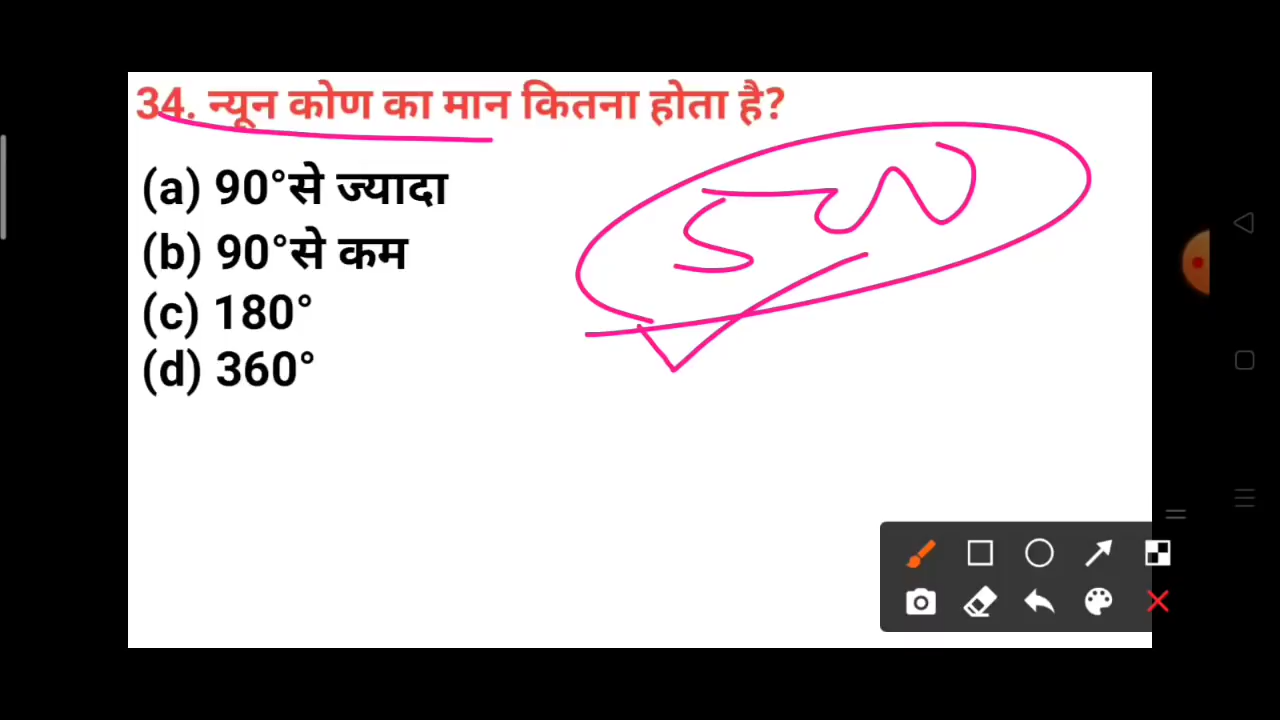 34. न्यून कोण का मान कितना होता है?
(a) 90°से ज्यादा
(b) 90°से कम
(c) 180°
(d) 360°